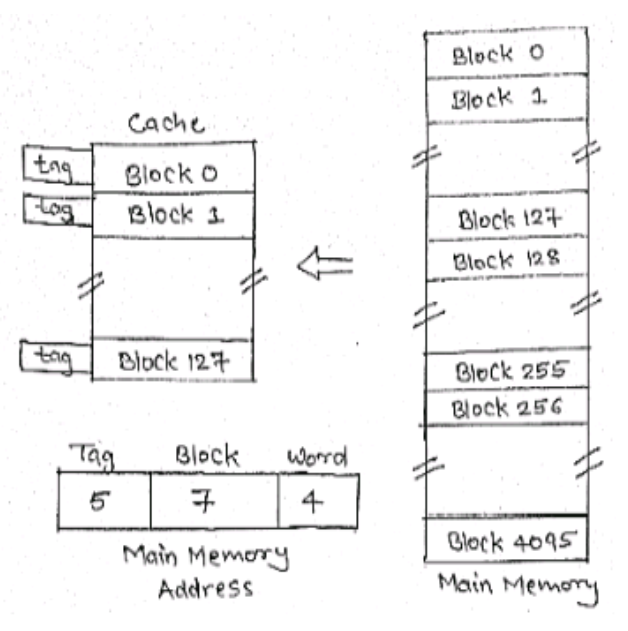 Cache
tag Block 0
tag Block 1
tag Block 127
Tag Block Word
5 7 4
Main Memory
Address
Block 0
Block 1
Block 127
Block 128
Block 255
Block 256
Block 4095
Main Memory